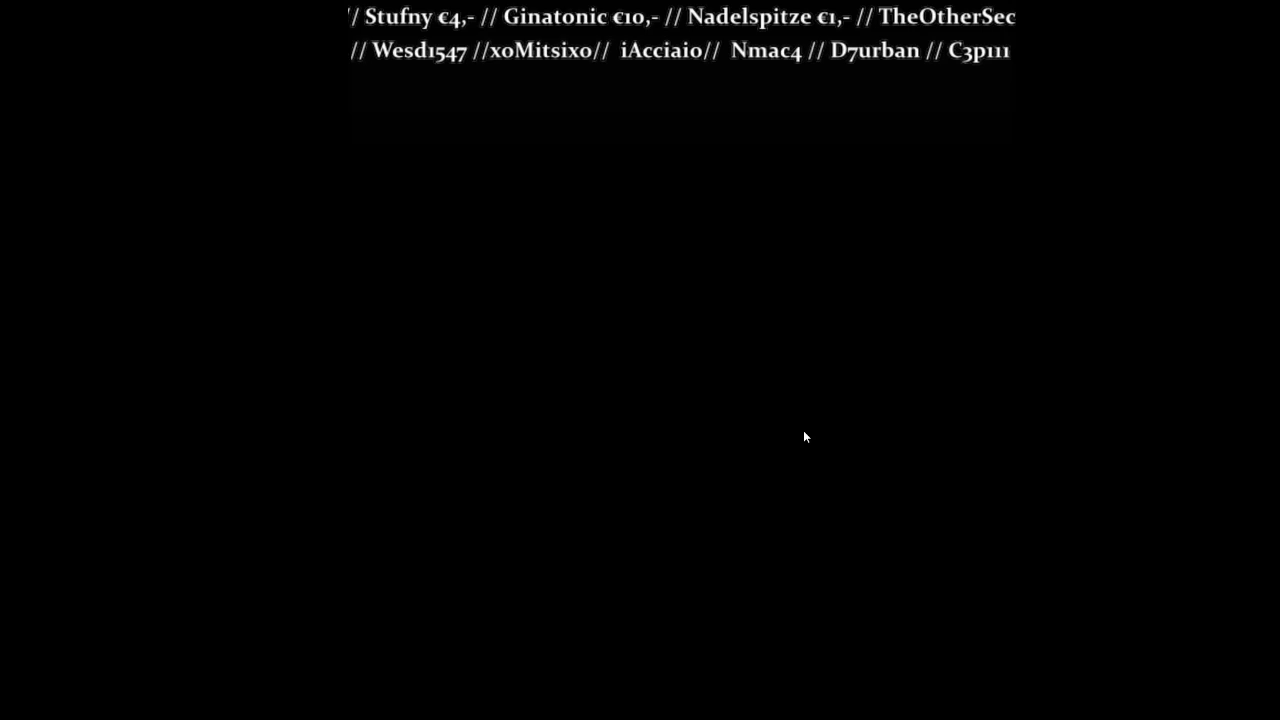 // Stufny €4,- // Ginatonic €10,- // Nadelspitze €1,- // TheOtherSec
// Wesd1547 //xoMitsixo//  iAcciaio//  Nmac4 // D7urban // C3p111